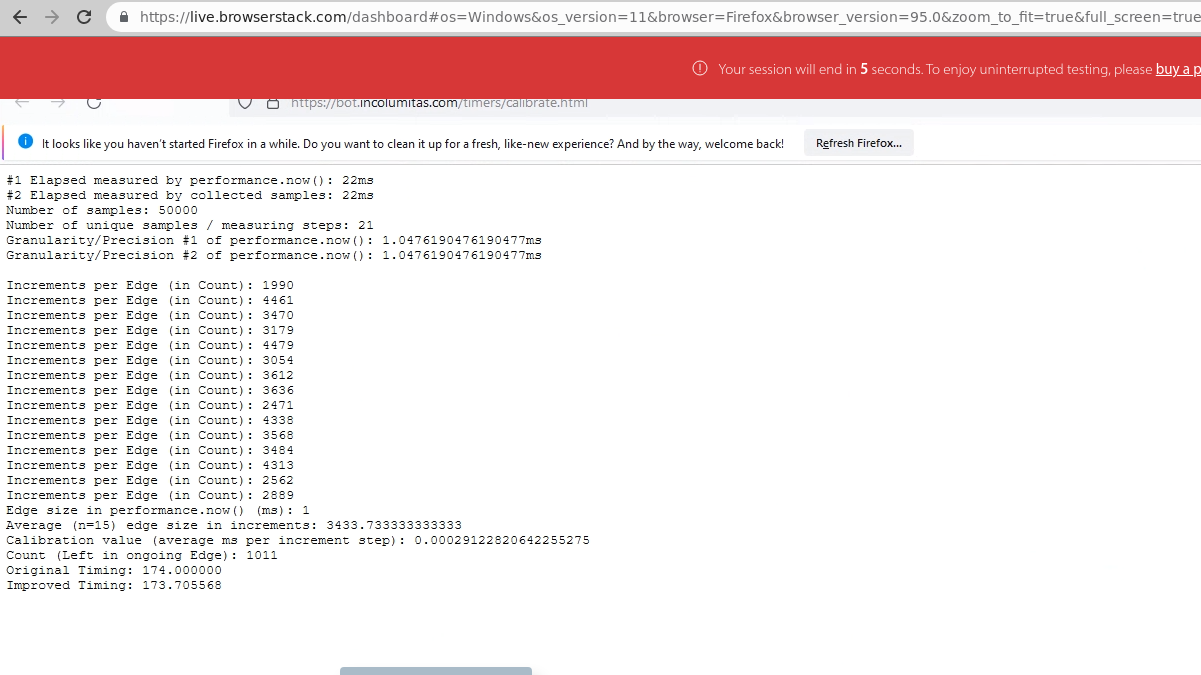 https://live.browserstack.com/dashboard#os=Windows&os_version=11&browser=Firefox&browser_version=95.0&zoom_to_fit=true&full_screen=true
Your session will end in 5 seconds. To enjoy uninterrupted testing, please buy a p
https://bot.incolumitas.com/timers/calibrate.html
It looks like you haven't started Firefox in a while. Do you want to clean it up for a fresh, like-new experience? And by the way, welcome back! Refresh Firefox...
#1 Elapsed measured by performance.now(): 22ms
#2 Elapsed measured by collected samples: 22ms
Number of samples: 50000
Number of unique samples / measuring steps: 21
Granularity/Precision #1 of performance.now(): 1.0476190476190477ms
Granularity/Precision #2 of performance.now(): 1.0476190476190477ms
Increments per Edge (in Count): 1990
Increments per Edge (in Count): 4461
Increments per Edge (in Count): 3470
Increments per Edge (in Count): 3179
Increments per Edge (in Count): 4479
Increments per Edge (in Count): 3054
Increments per Edge (in Count): 3612
Increments per Edge (in Count): 3636
Increments per Edge (in Count): 2471
Increments per Edge (in Count): 4338
Increments per Edge (in Count): 3568
Increments per Edge (in Count): 3484
Increments per Edge (in Count): 4313
Increments per Edge (in Count): 2562
Increments per Edge (in Count): 2889
Edge size in performance.now() (ms): 1
Average (n=15) edge size in increments: 3433.733333333333
Calibration value (average ms per increment step): 0.00029122820642255275
Count (Left in ongoing Edge): 1011
Original Timing: 174.000000
Improved Timing: 173.705568